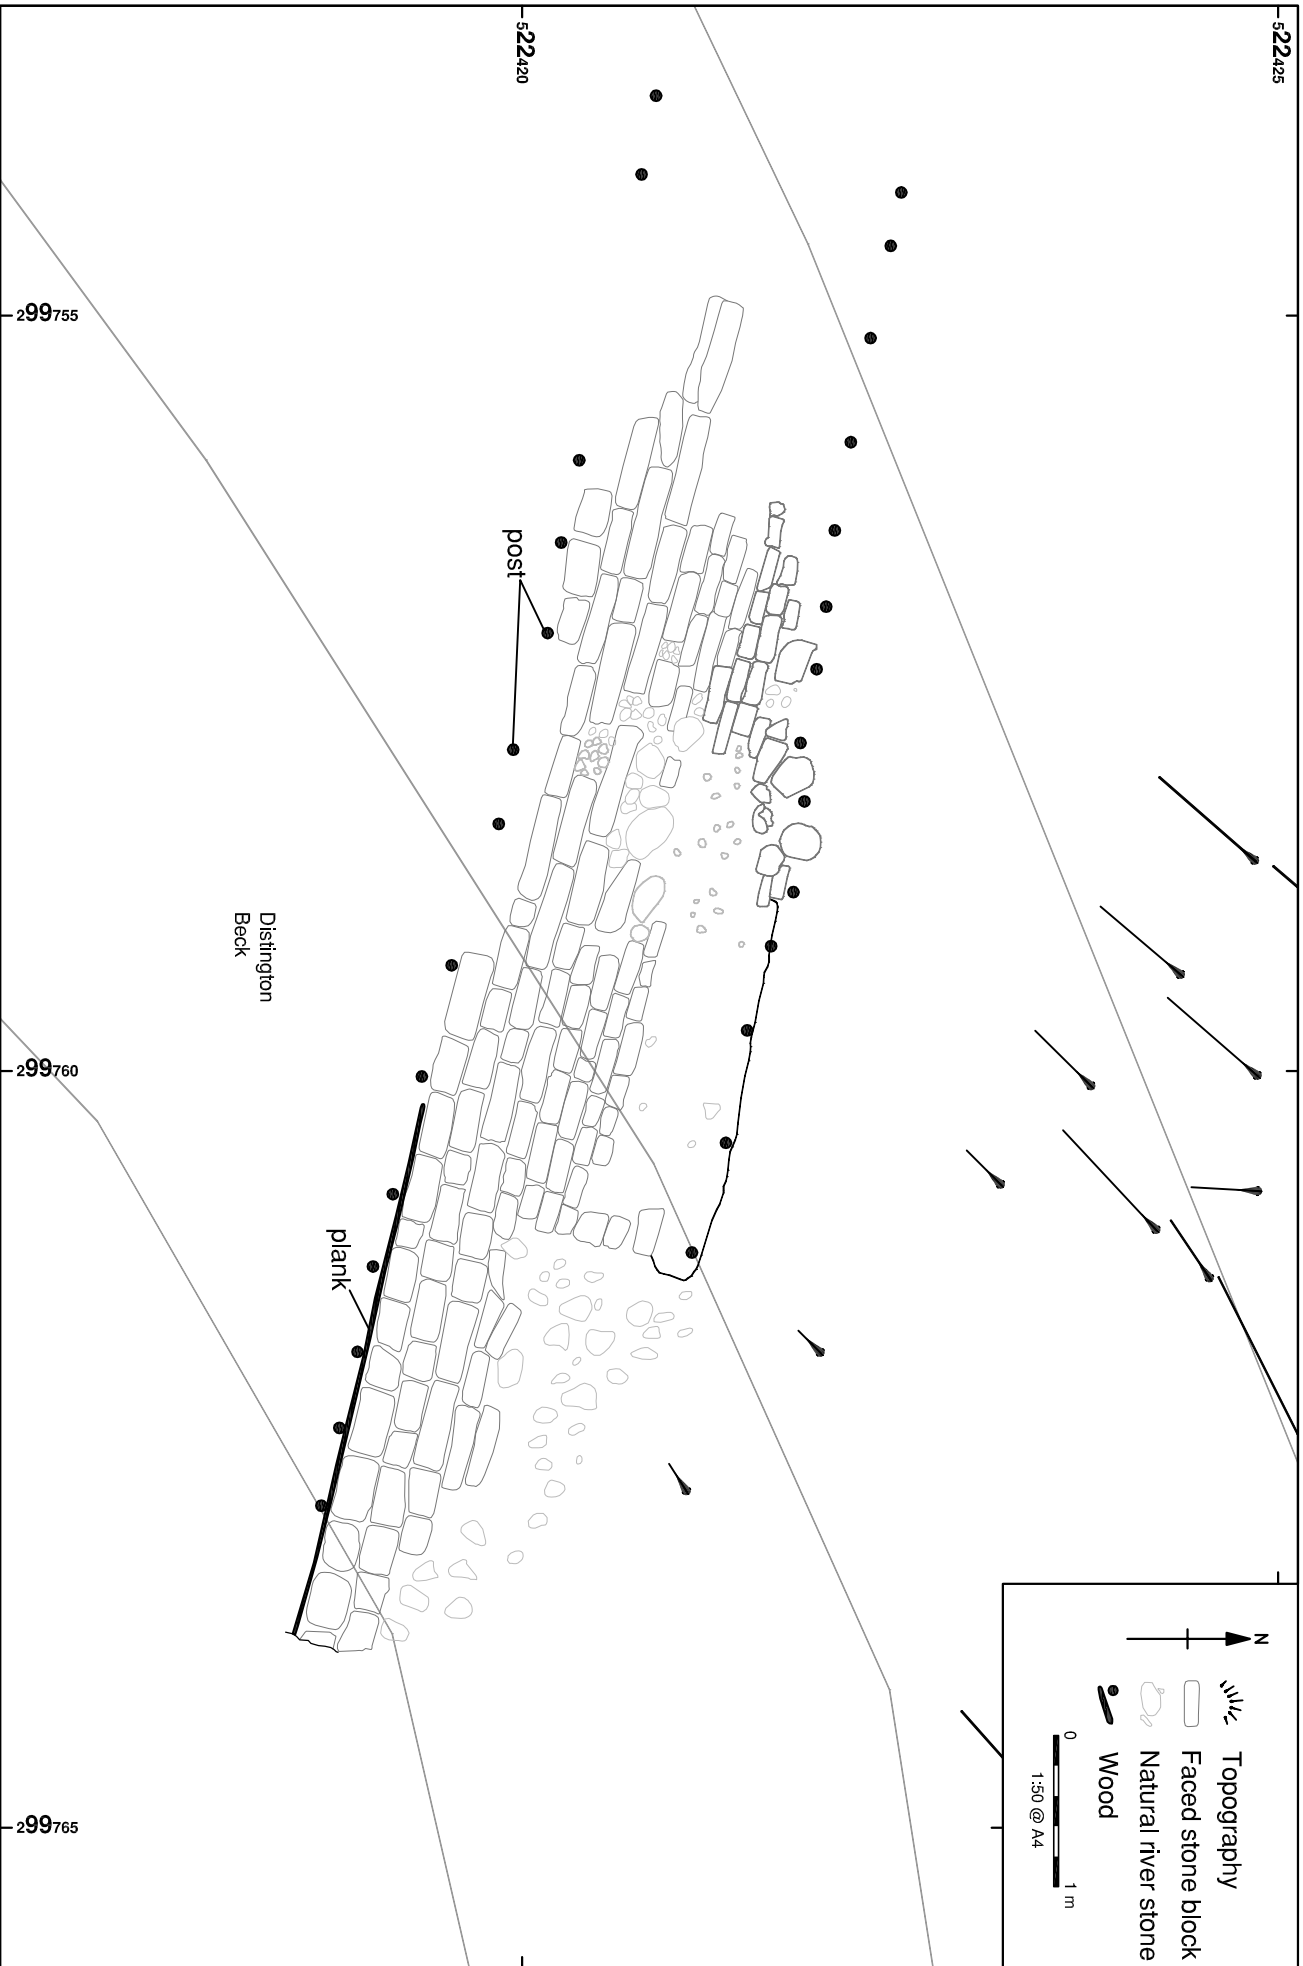 522425
522420
299755
299760
299765
post
plank
Distington
Beck
N
Topography
Faced stone block
Natural river stone
Wood
0
1 m
1:50 @ A4